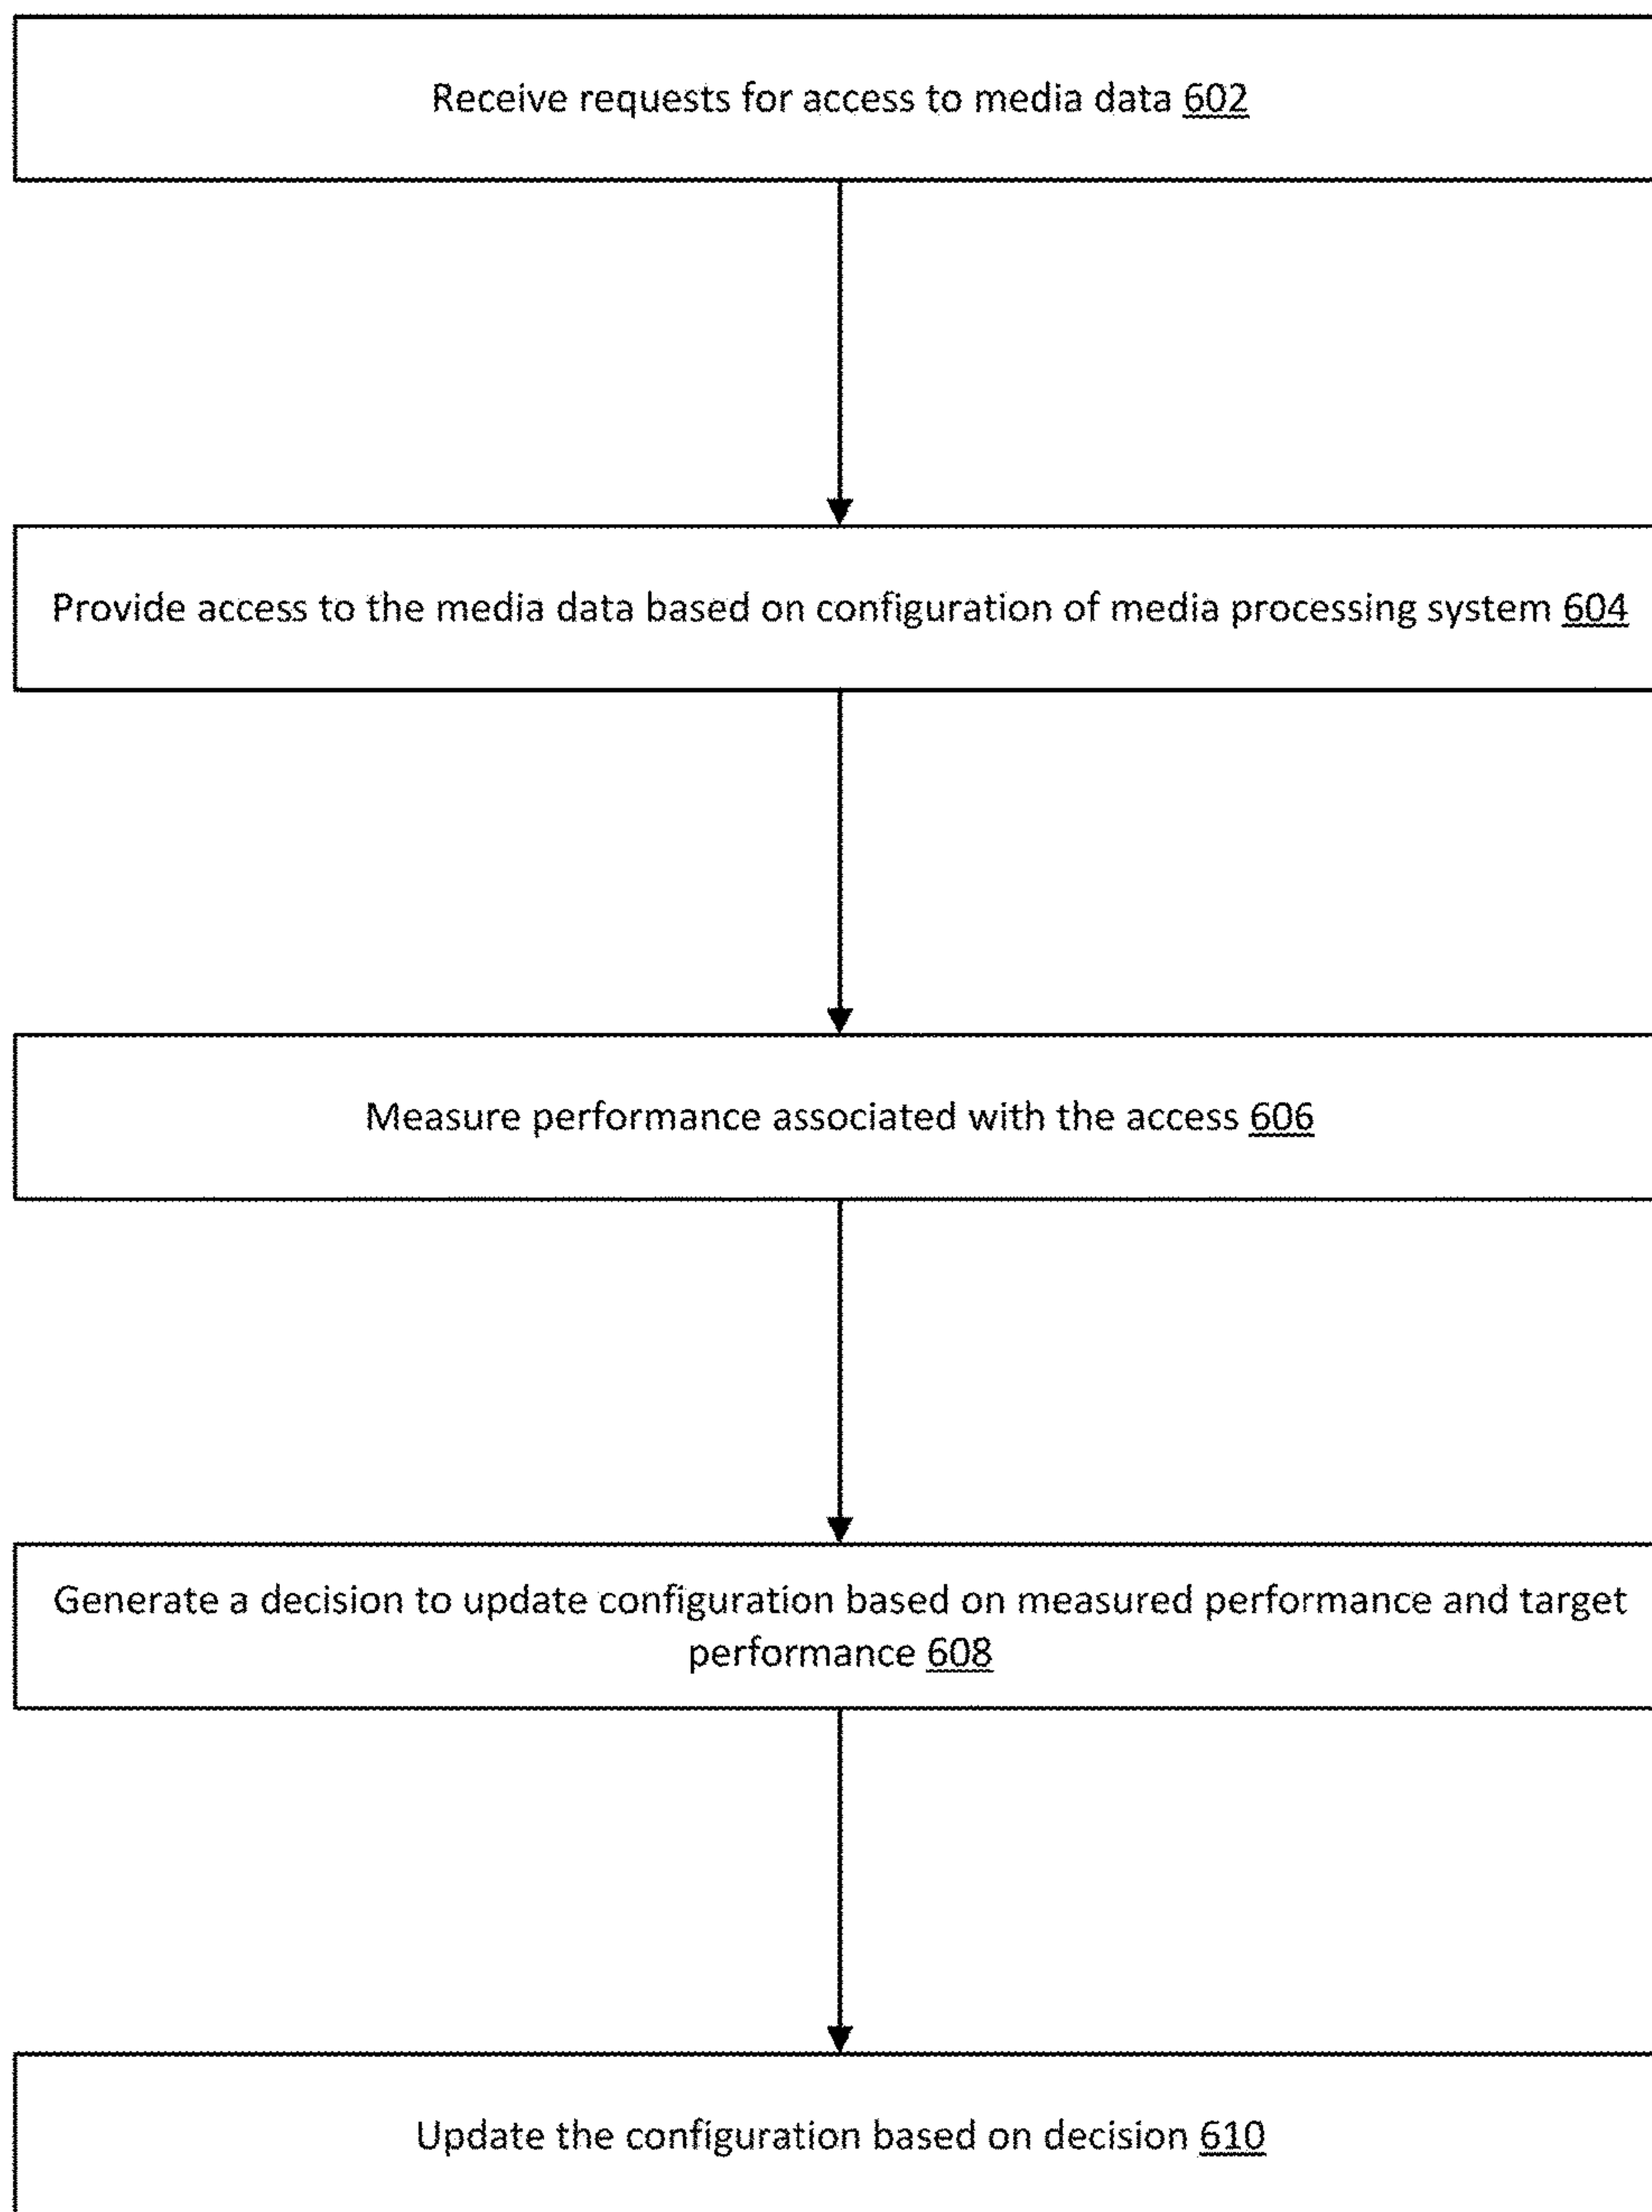 Receive requests for access to media data 602
Provide access to the media data based on configuration of media processing system 604
Measure performance associated with the access 606
Generate a decision to update configuration based on measured performance and target
performance 608
Update the configuration based on decision 610